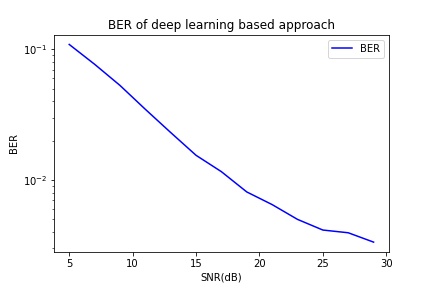 BER of deep learning based approach
BER
BER
10⁻¹
10⁻²
5 10 15 20 25 30
SNR(dB)